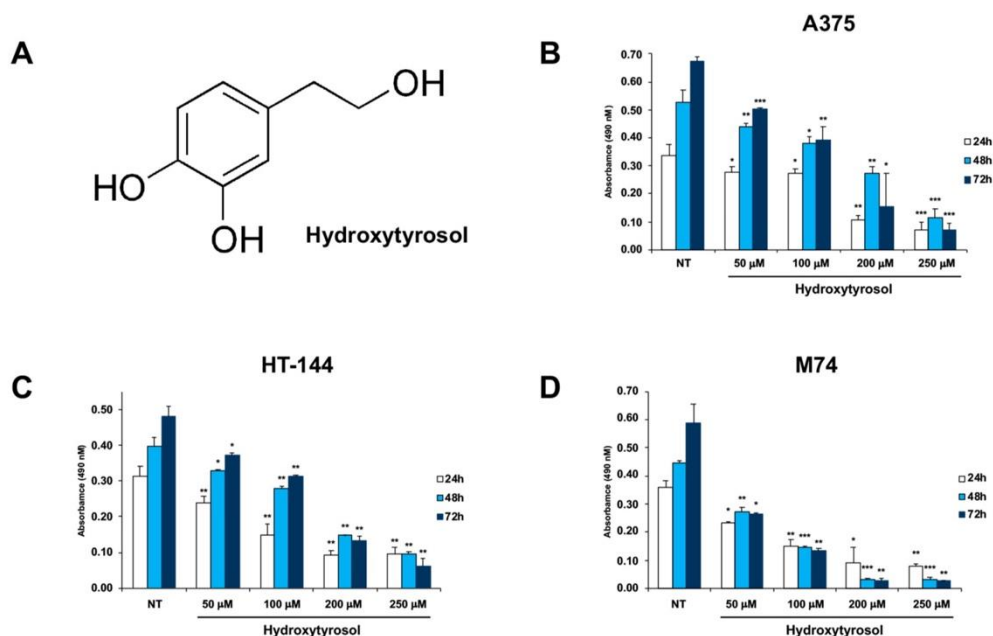 A
OH
HO
OH
Hydroxytyrosol
B
A375
Absorbamce (490 nM)
0.70
0.60
0.50
0.40
0.30
0.20
0.10
0.00
*
**
***
*
*
**
**
*
***
***
***
24h
48h
72h
NT
50 µM
100 µM
200 µM
250 µM
Hydroxytyrosol
C
HT-144
Absorbamce (490 nM)
0.50
0.40
0.30
0.20
0.10
0.00
**
*
*
**
**
**
**
**
**
**
**
**
24h
48h
72h
NT
50 µM
100 µM
200 µM
250 µM
Hydroxytyrosol
D
M74
Absorbamce (490 nM)
0.70
0.60
0.50
0.40
0.30
0.20
0.10
0.00
*
**
*
**
***
**
*
***
**
**
***
**
24h
48h
72h
NT
50 µM
100 µM
200 µM
250 µM
Hydroxytyrosol